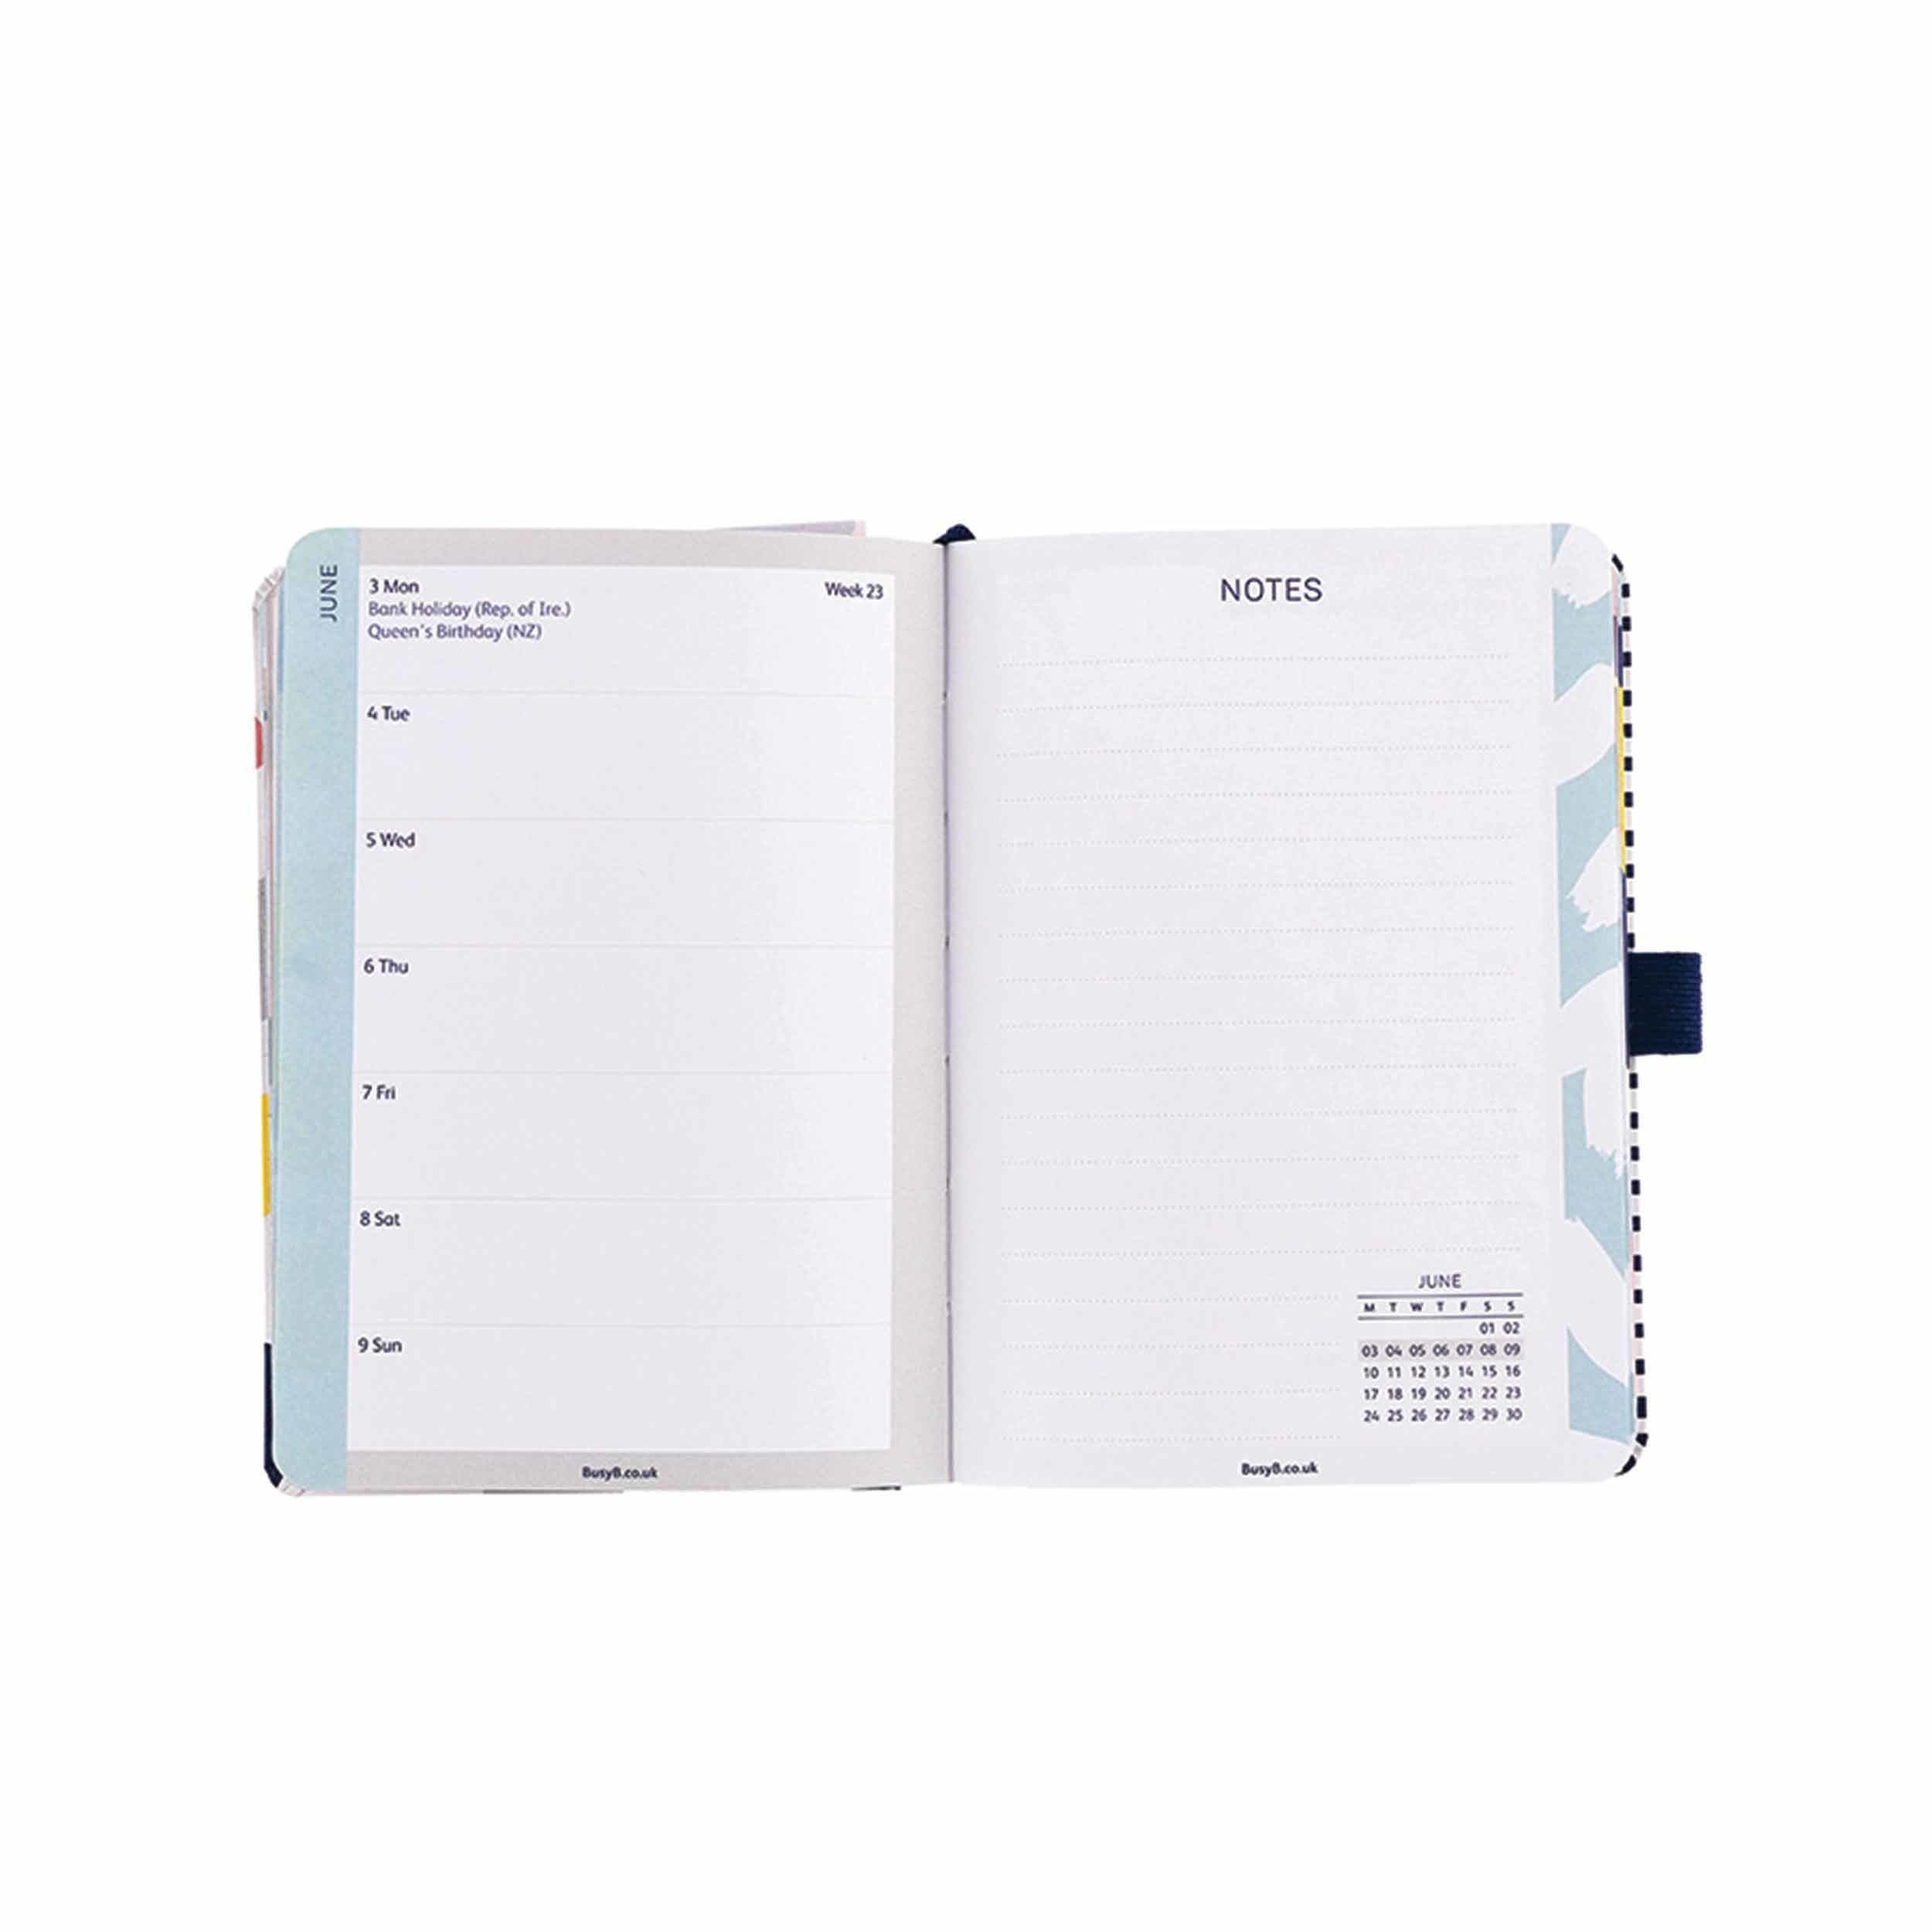 JUNE
3 Mon
Week 23
Bank Holiday (Rep. of Ire.)
Queen's Birthday (NZ)
4 Tue
5 Wed
6 Thu
7 Fri
8 Sat
9 Sun
BusyB.co.uk
NOTES
JUNE
M T W T F S S
01 02
03 04 05 06 07 08 09
10 11 12 13 14 15 16
17 18 19 20 21 22 23
24 25 26 27 28 29 30
BusyB.co.uk